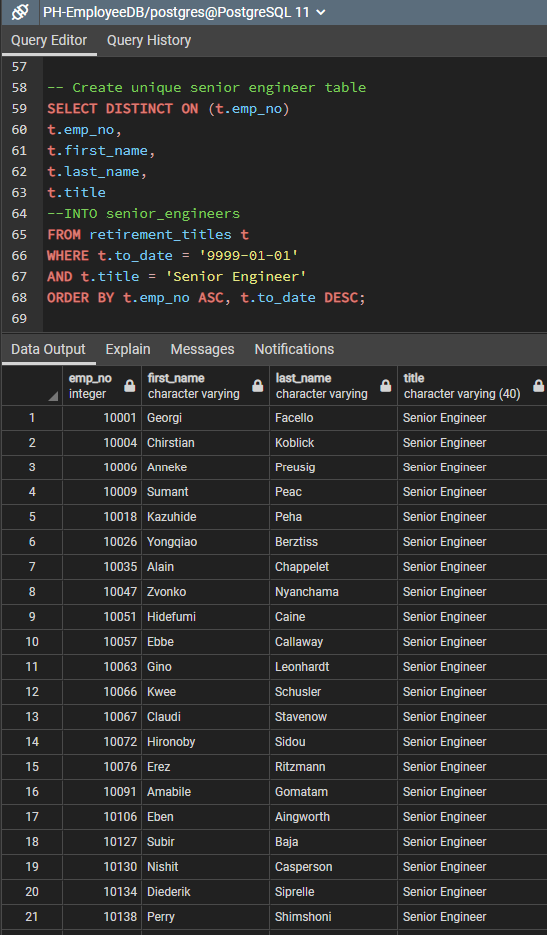 PH-EmployeeDB/postgres@PostgreSQL 11
Query Editor Query History
57
58 -- Create unique senior engineer table
59 SELECT DISTINCT ON (t.emp_no)
60 t.emp_no,
61 t.first_name,
62 t.last_name,
63 t.title
64 --INTO senior_engineers
65 FROM retirement_titles t
66 WHERE t.to_date = '9999-01-01'
67 AND t.title = 'Senior Engineer'
68 ORDER BY t.emp_no ASC, t.to_date DESC;
69
Data Output Explain Messages Notifications
emp_no first_name last_name title
integer character varying character varying character varying (40)
1 10001 Georgi Facello Senior Engineer
2 10004 Chirstian Koblick Senior Engineer
3 10006 Anneke Preusig Senior Engineer
4 10009 Sumant Peac Senior Engineer
5 10018 Kazuhide Peha Senior Engineer
6 10026 Yongqiao Berztiss Senior Engineer
7 10035 Alain Chappelet Senior Engineer
8 10047 Zvonko Nyanchama Senior Engineer
9 10051 Hidefumi Caine Senior Engineer
10 10057 Ebbe Callaway Senior Engineer
11 10063 Gino Leonhardt Senior Engineer
12 10066 Kwee Schusler Senior Engineer
13 10067 Claudi Stavenow Senior Engineer
14 10072 Hironoby Sidou Senior Engineer
15 10076 Erez Ritzmann Senior Engineer
16 10091 Amabile Gomatam Senior Engineer
17 10106 Eben Aingworth Senior Engineer
18 10127 Subir Baja Senior Engineer
19 10130 Nishit Casperson Senior Engineer
20 10134 Diederik Siprelle Senior Engineer
21 10138 Perry Shimshoni Senior Engineer